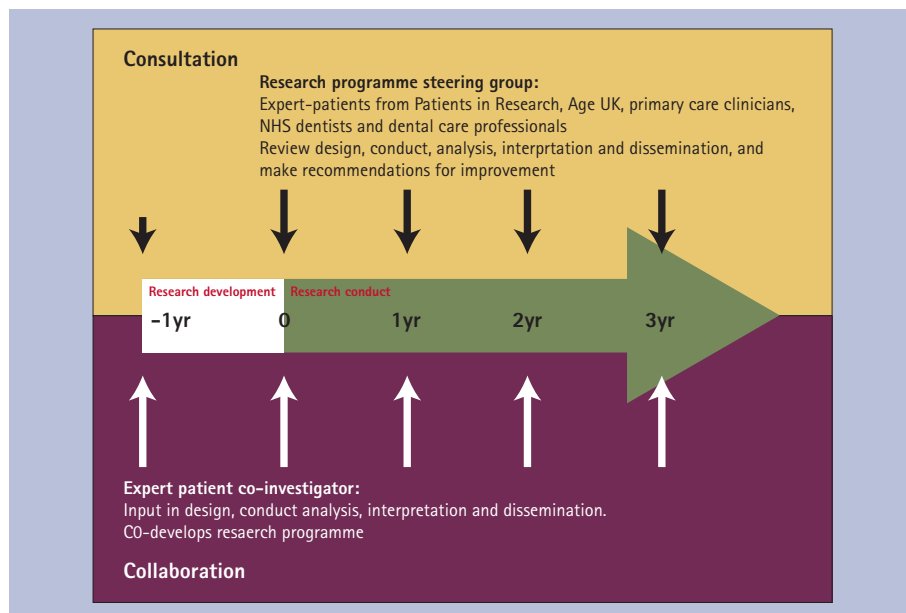 Consultation
Research programme steering group:
Expert-patients from Patients in Research, Age UK, primary care clinicians,
NHS dentists and dental care professionals
Review design, conduct, analysis, interprtation and dissemination, and
make recommendations for improvement
Research development
Research conduct
-1yr
0
1yr
2yr
3yr
Expert patient co-investigator:
Input in design, conduct analysis, interpretation and dissemination.
C0-develops resaerch programme
Collaboration